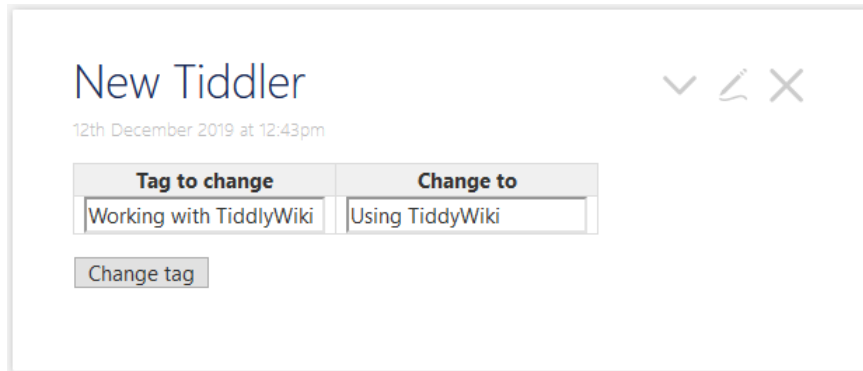 New Tiddler
12th December 2019 at 12:43pm
Tag to change Change to
Working with TiddlyWiki Using TiddyWiki
Change tag